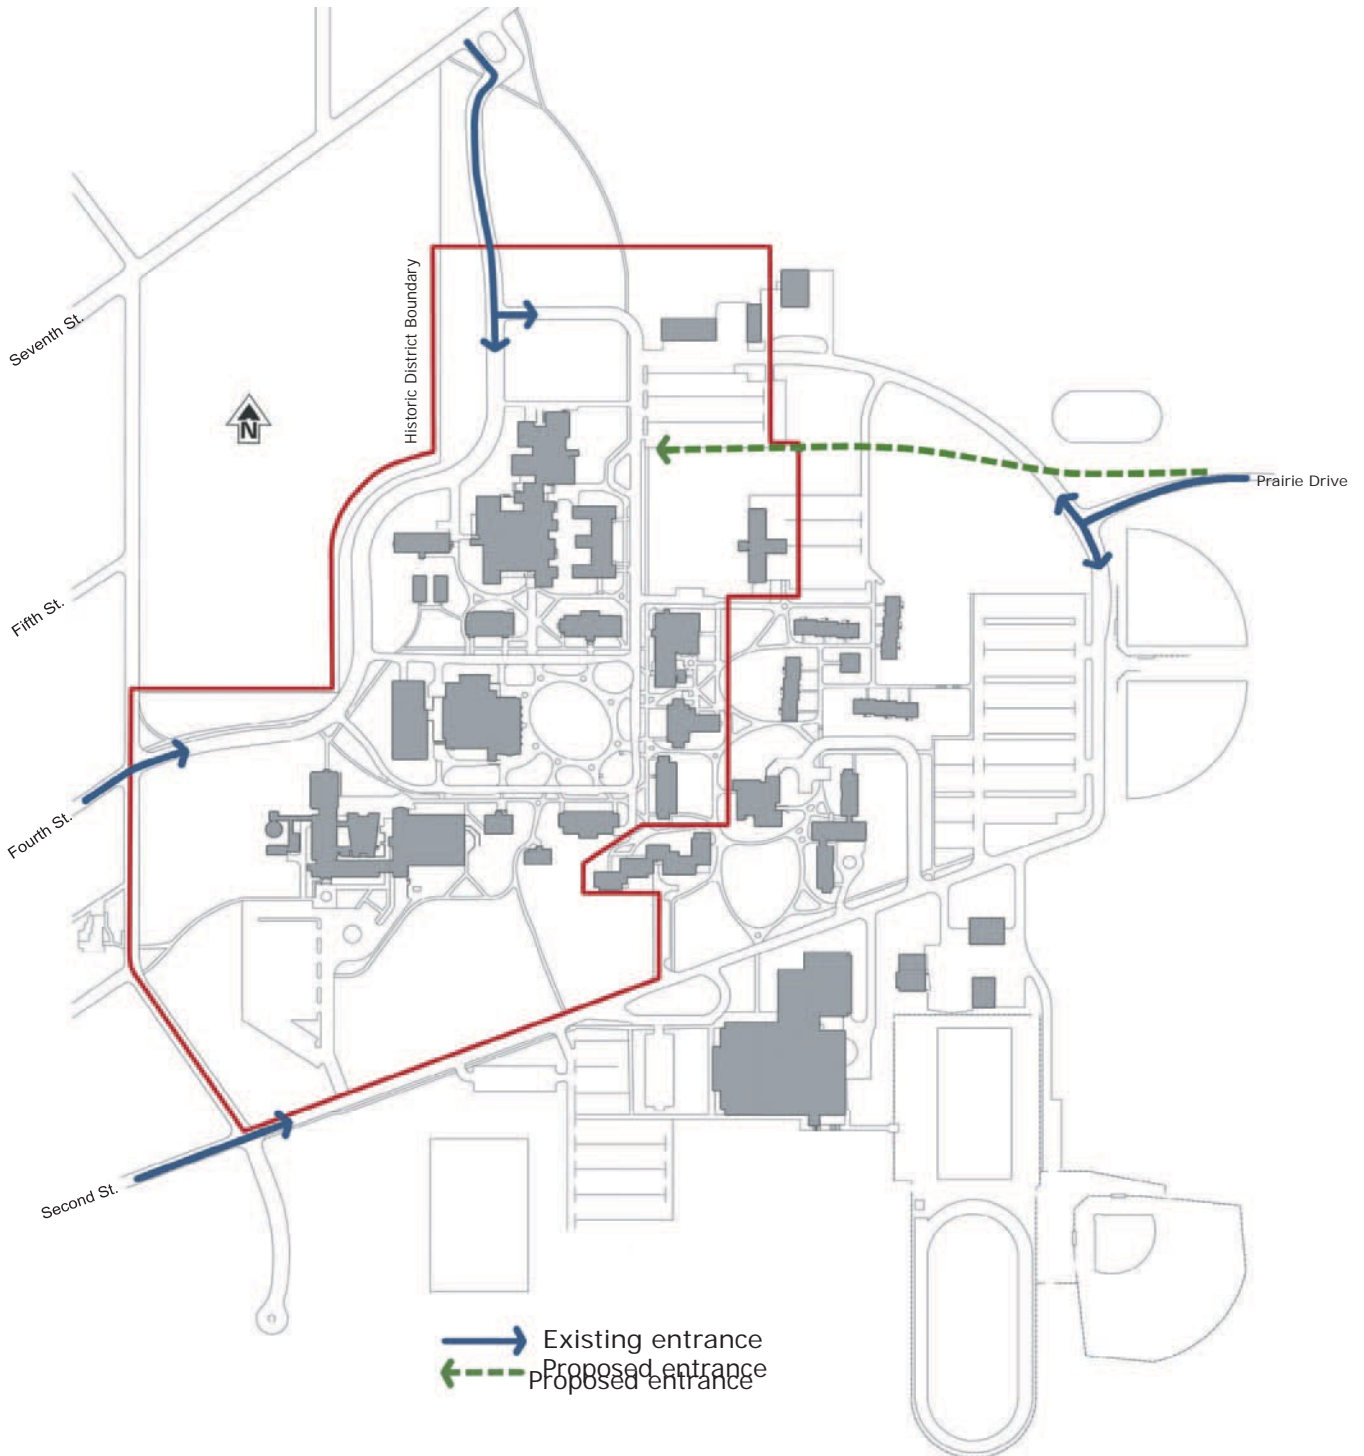 Historic District Boundary
Seventh St.
N
Prairie Drive
Fifth St.
Fourth St.
Second St.
Existing entrance
Proposed entrance
Proposed entrance